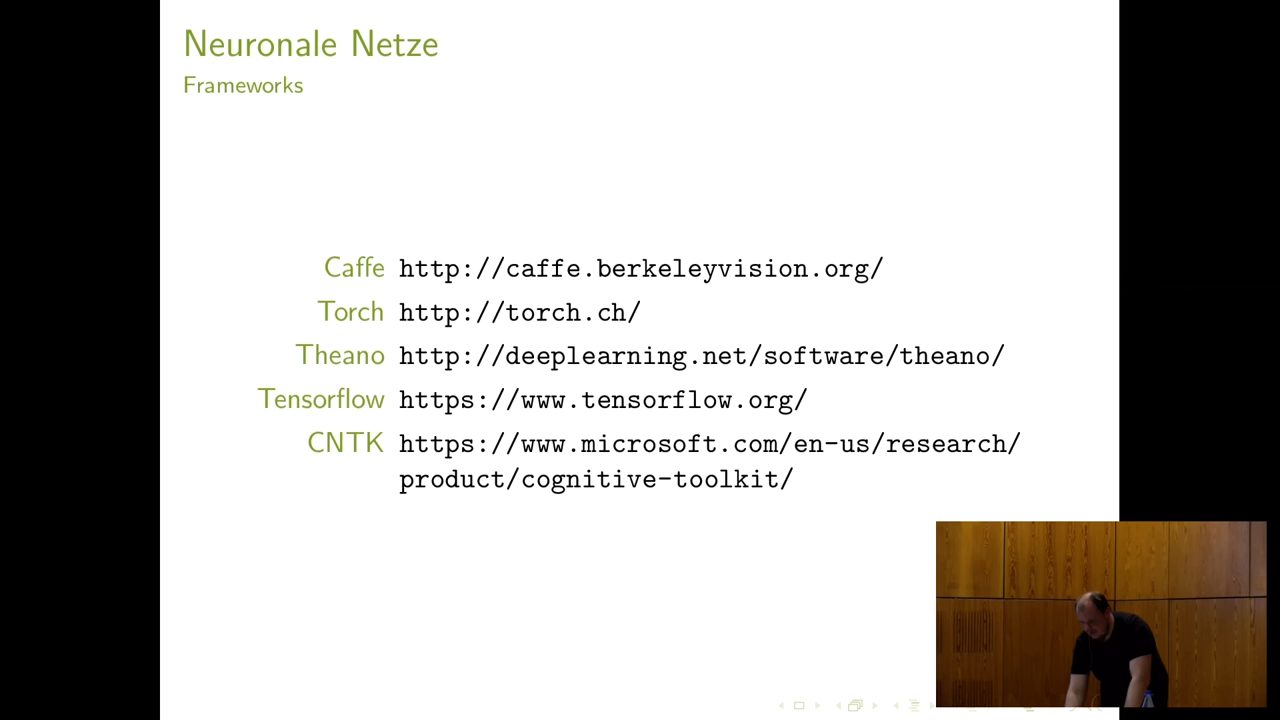 Neuronale Netze
Frameworks
Caffe http://caffe.berkeleyvision.org/
Torch http://torch.ch/
Theano http://deeplearning.net/software/theano/
Tensorflow https://www.tensorflow.org/
CNTK https://www.microsoft.com/en-us/research/
product/cognitive-toolkit/